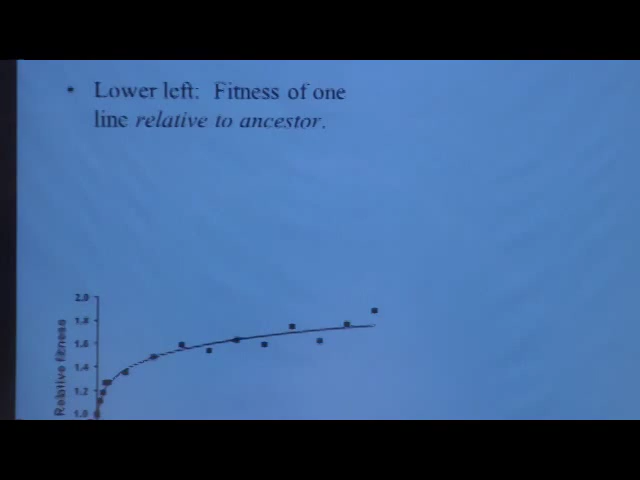 • Lower left: Fitness of one
line relative to ancestor.
2.0
1.8
1.6
1.4
1.2
1.0
Relative fitness